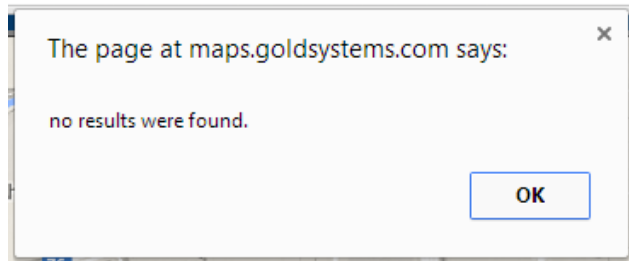 The page at maps.goldsystems.com says:
no results were found.
OK